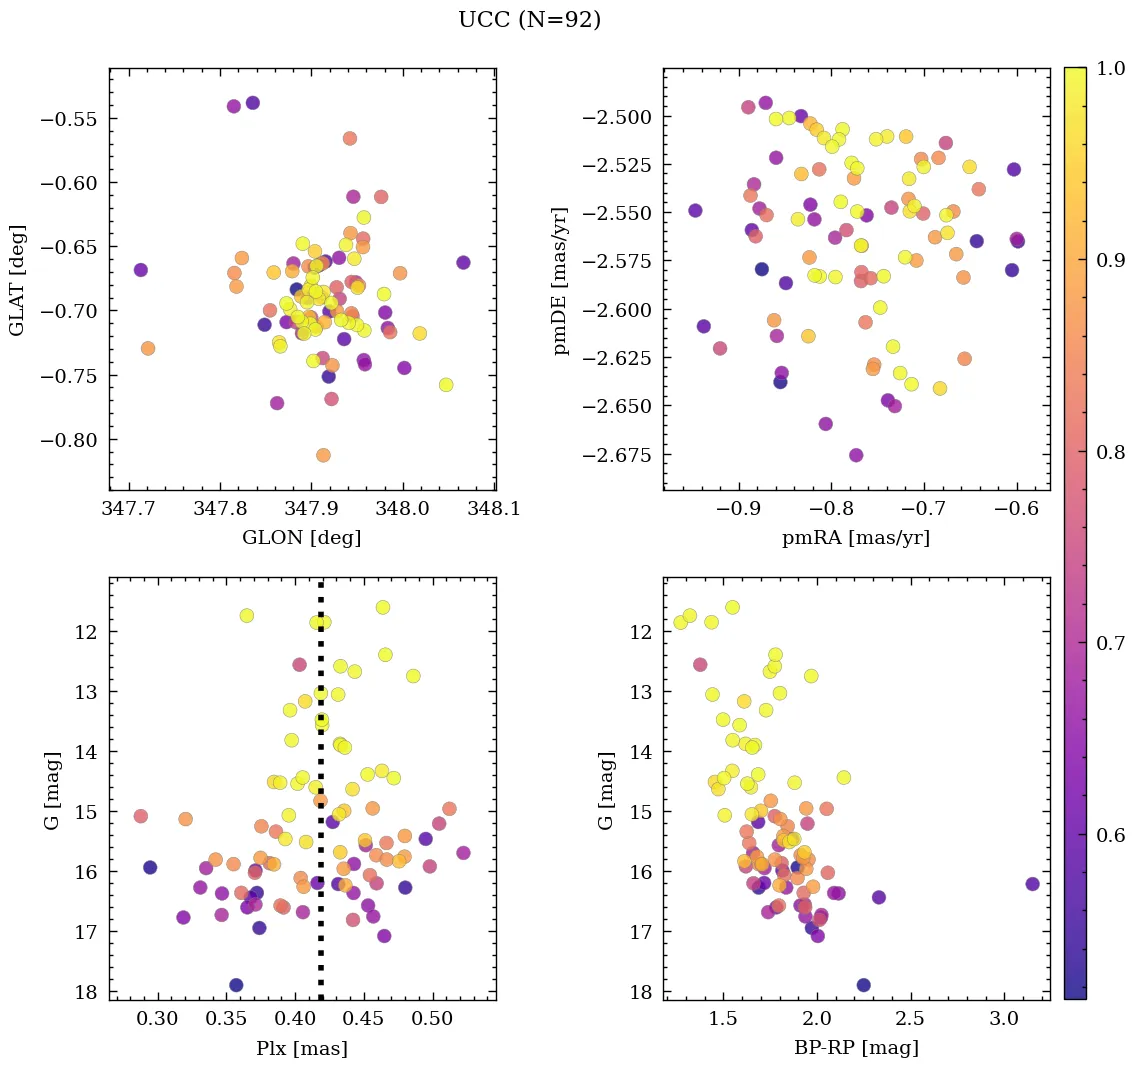 UCC (N=92)
−0.55
−0.60
−0.65
−0.70
−0.75
−0.80
GLAT [deg]
347.7 347.8 347.9 348.0 348.1
GLON [deg]
−2.500
−2.525
−2.550
−2.575
−2.600
−2.625
−2.650
−2.675
pmDE [mas/yr]
−0.9 −0.8 −0.7 −0.6
pmRA [mas/yr]
1.0
0.9
0.8
0.7
0.6
12
13
14
15
16
17
18
G [mag]
0.30 0.35 0.40 0.45 0.50
Plx [mas]
12
13
14
15
16
17
18
G [mag]
1.5 2.0 2.5 3.0
BP-RP [mag]